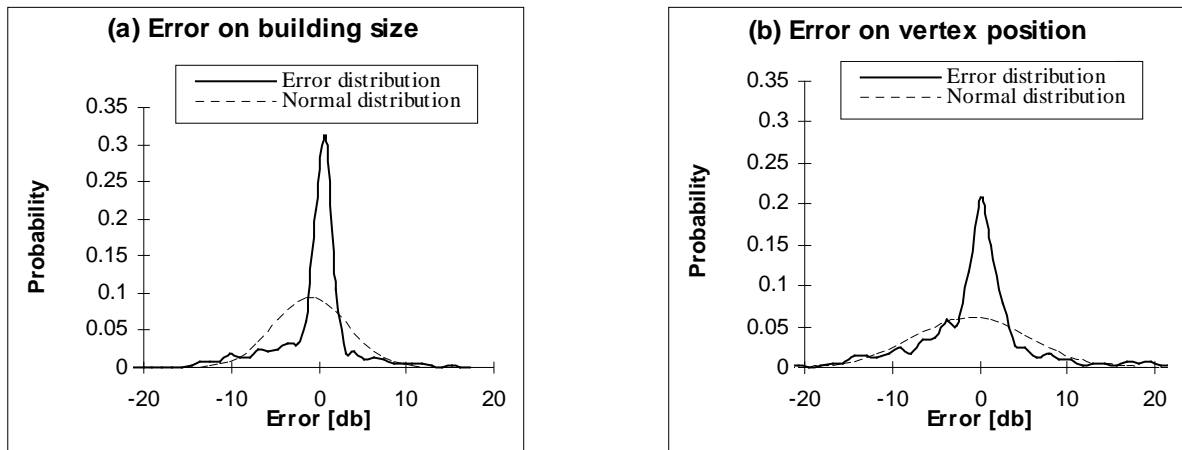 (a) Error on building size
Error distribution
Normal distribution
0.35
0.3
0.25
0.2
0.15
0.1
0.05
0
Probability
-20
-10
0
10
20
Error [db]
(b) Error on vertex position
Error distribution
Normal distribution
0.35
0.3
0.25
0.2
0.15
0.1
0.05
0
Probability
-20
-10
0
10
20
Error [db]